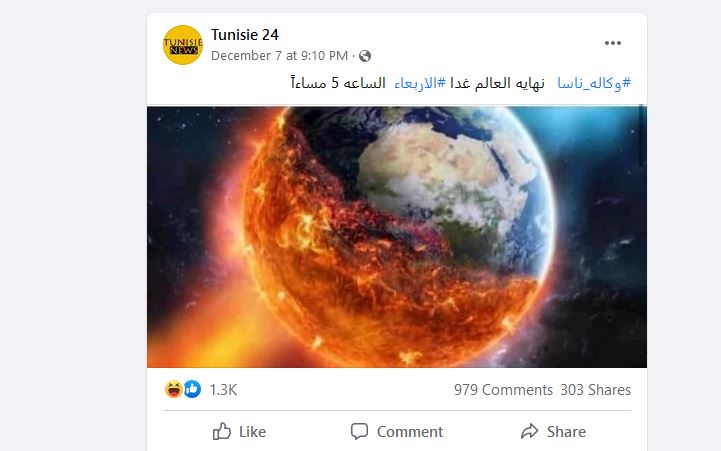 TUNISIE
NEWS
Tunisie 24
December 7 at 9:10 PM ·
#وكاله_ناسا نهايه العالم غدا #الاربعاء الساعه 5 مساءاً
1.3K
979 Comments 303 Shares
Like Comment Share